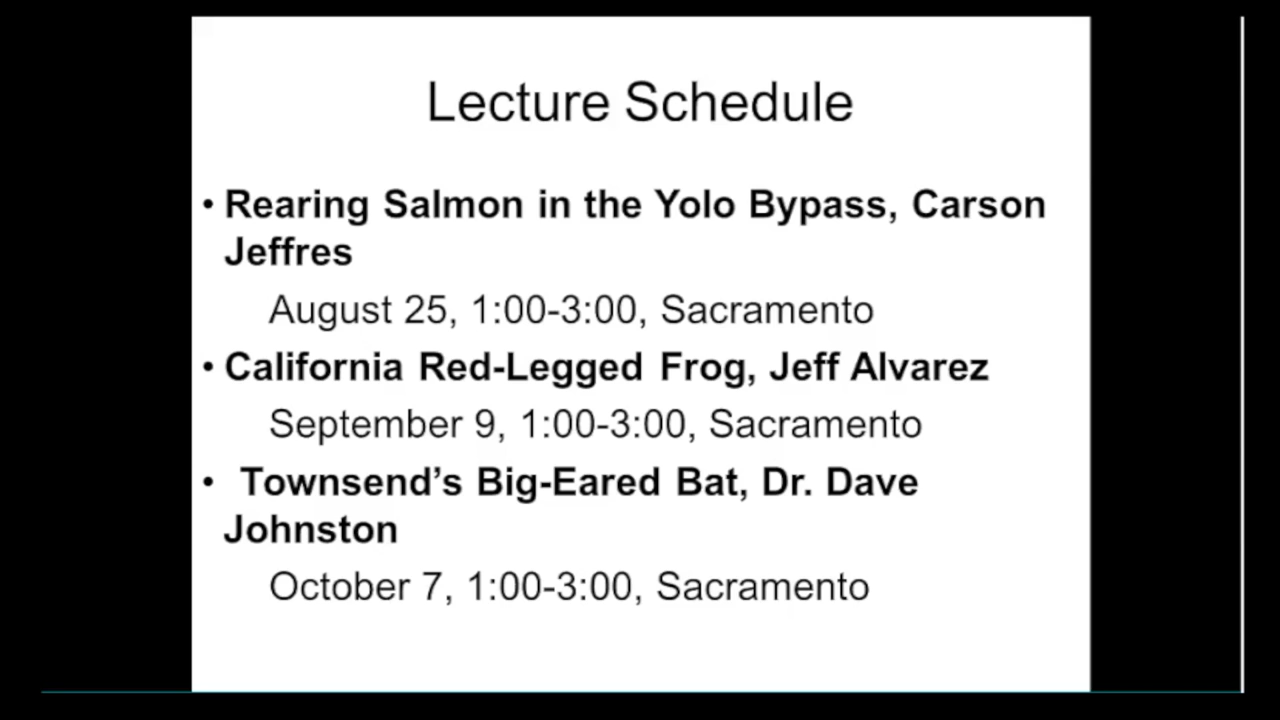 Lecture Schedule
• Rearing Salmon in the Yolo Bypass, Carson
Jeffres
August 25, 1:00-3:00, Sacramento
• California Red-Legged Frog, Jeff Alvarez
September 9, 1:00-3:00, Sacramento
• Townsend’s Big-Eared Bat, Dr. Dave
Johnston
October 7, 1:00-3:00, Sacramento